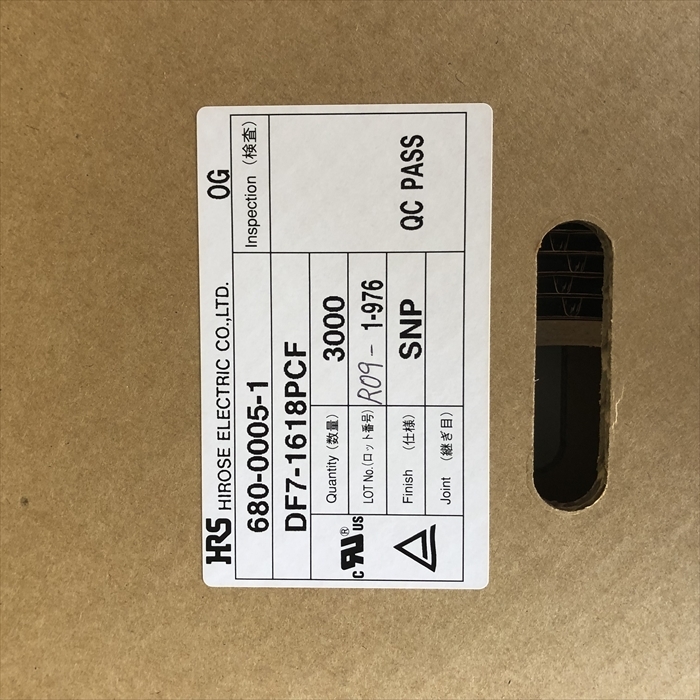 HRS HIROSE ELECTRIC CO.,LTD. OG
680-0005-1
DF7-1618PCF
Inspection (検査)
QC PASS
Quantity (数量) 3000
LOT No.(ロット番号) R09-1-976
Finish (仕様) SNP
Joint (継ぎ目)
c RU ® US